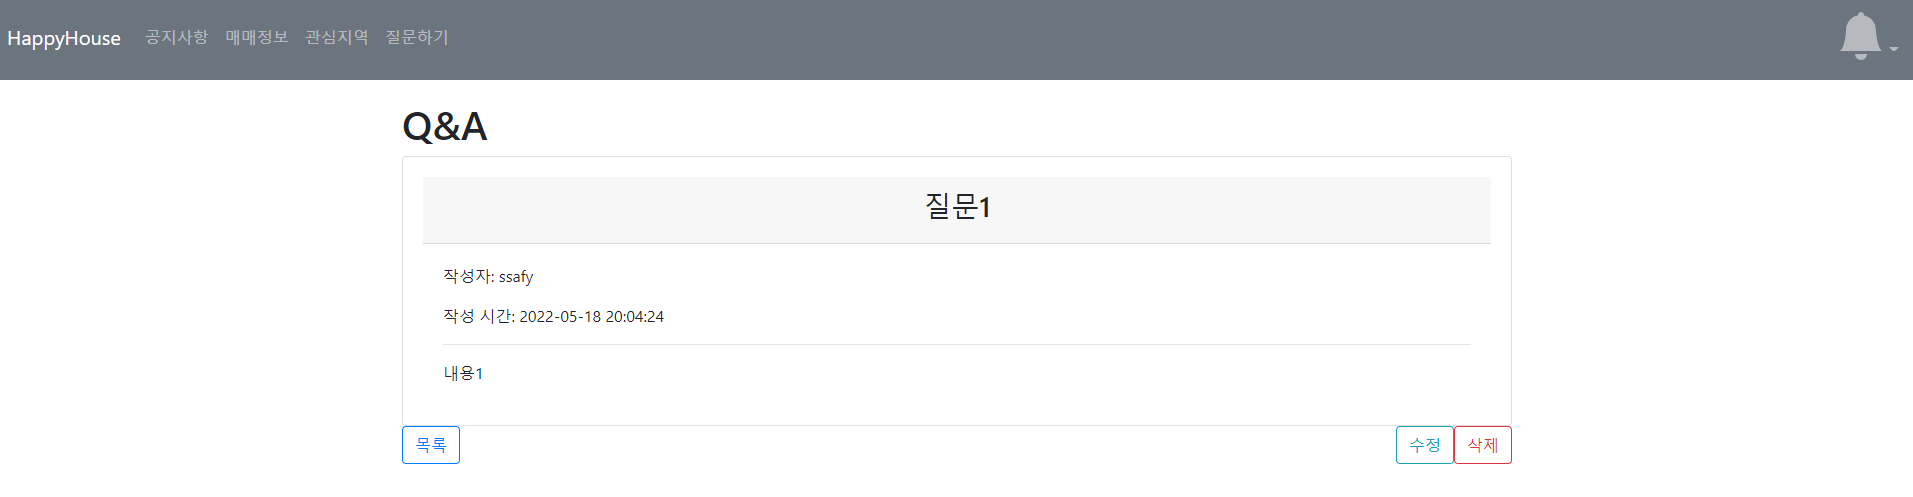 HappyHouse 공지사항 매매정보 관심지역 질문하기
Q&A
질문1
작성자: ssafy
작성 시간: 2022-05-18 20:04:24
내용1
목록 수정 삭제